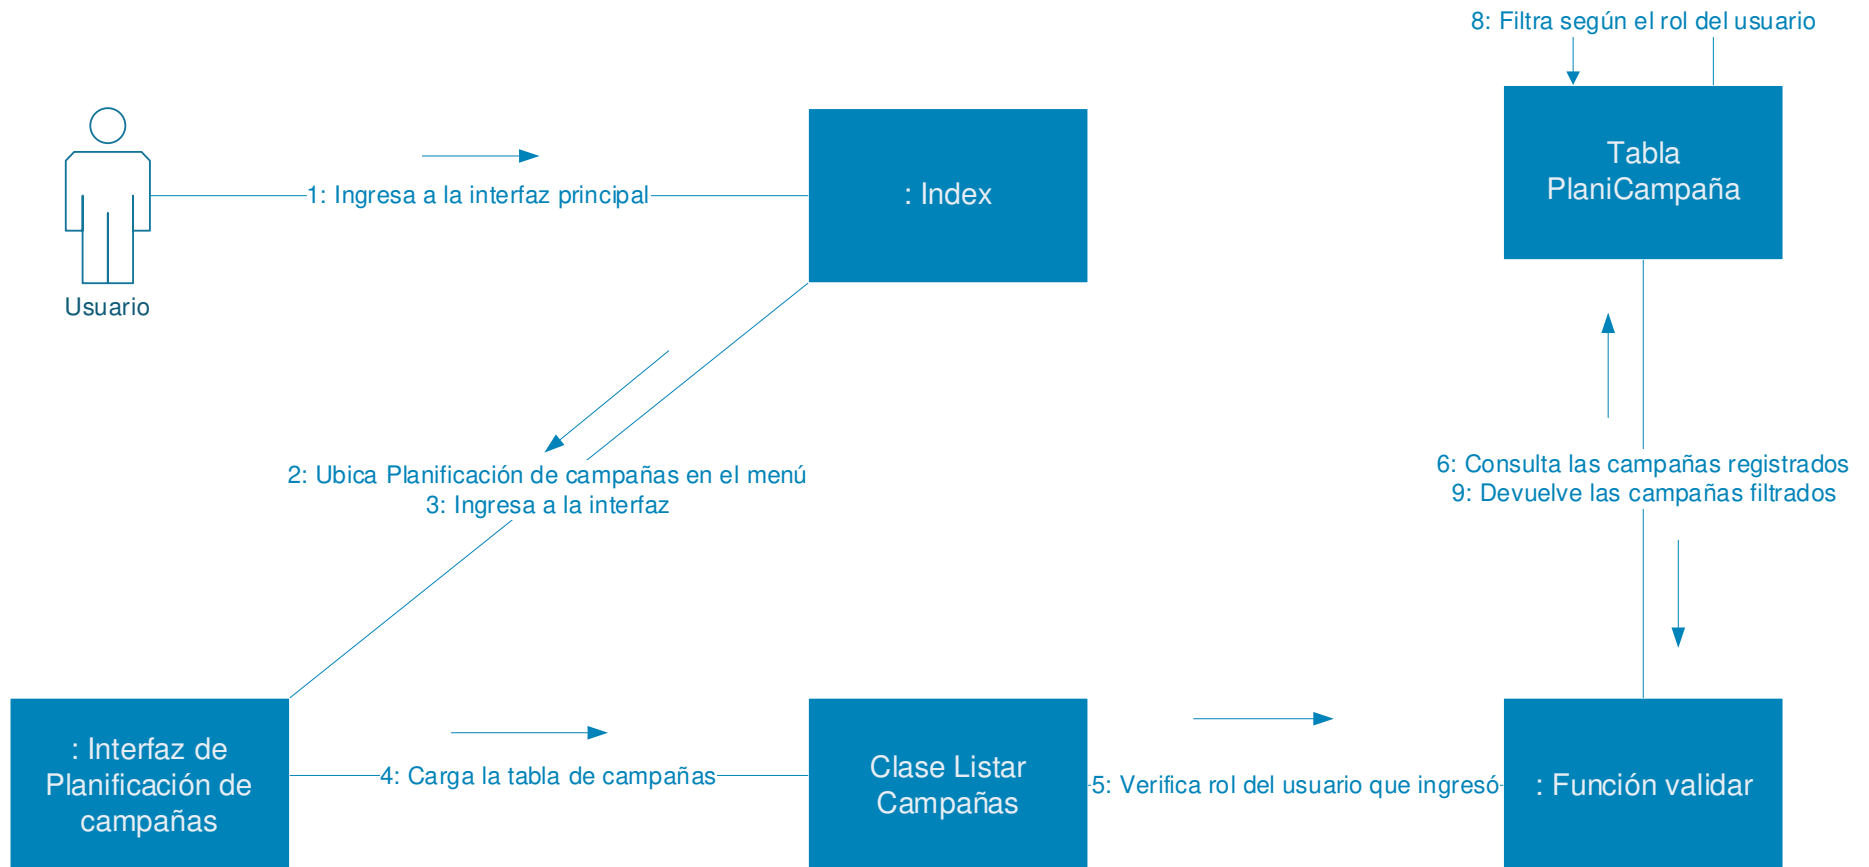 8: Filtra según el rol del usuario
Tabla
PlaniCampaña
1: Ingresa a la interfaz principal
: Index
Usuario
2: Ubica Planificación de campañas en el menú
3: Ingresa a la interfaz
6: Consulta las campañas registrados
9: Devuelve las campañas filtrados
: Interfaz de
Planificación de
campañas
4: Carga la tabla de campañas
Clase Listar
Campañas
5: Verifica rol del usuario que ingresó
: Función validar